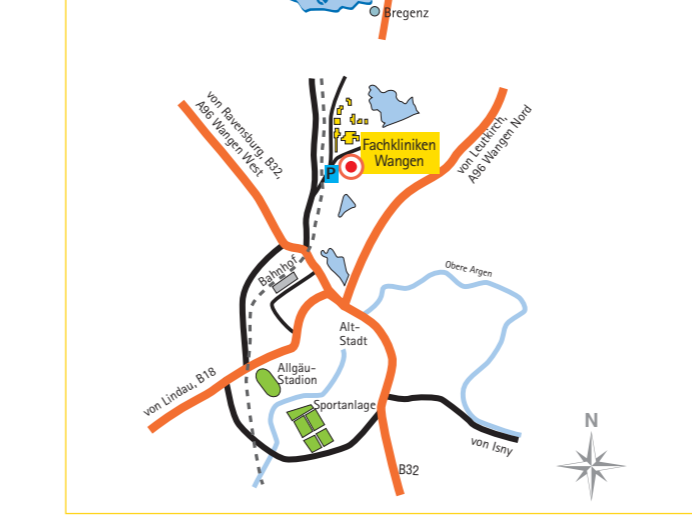 Bregenz
von Ravensburg, B32,
A96 Wangen West
von Leutkirch,
A96 Wangen Nord
Fachkliniken
Wangen
P
Bahnhof
Obere Argen
Alt-
Stadt
Allgäu-
Stadion
von Lindau, B18
Sportanlage
N
von Isny
B32